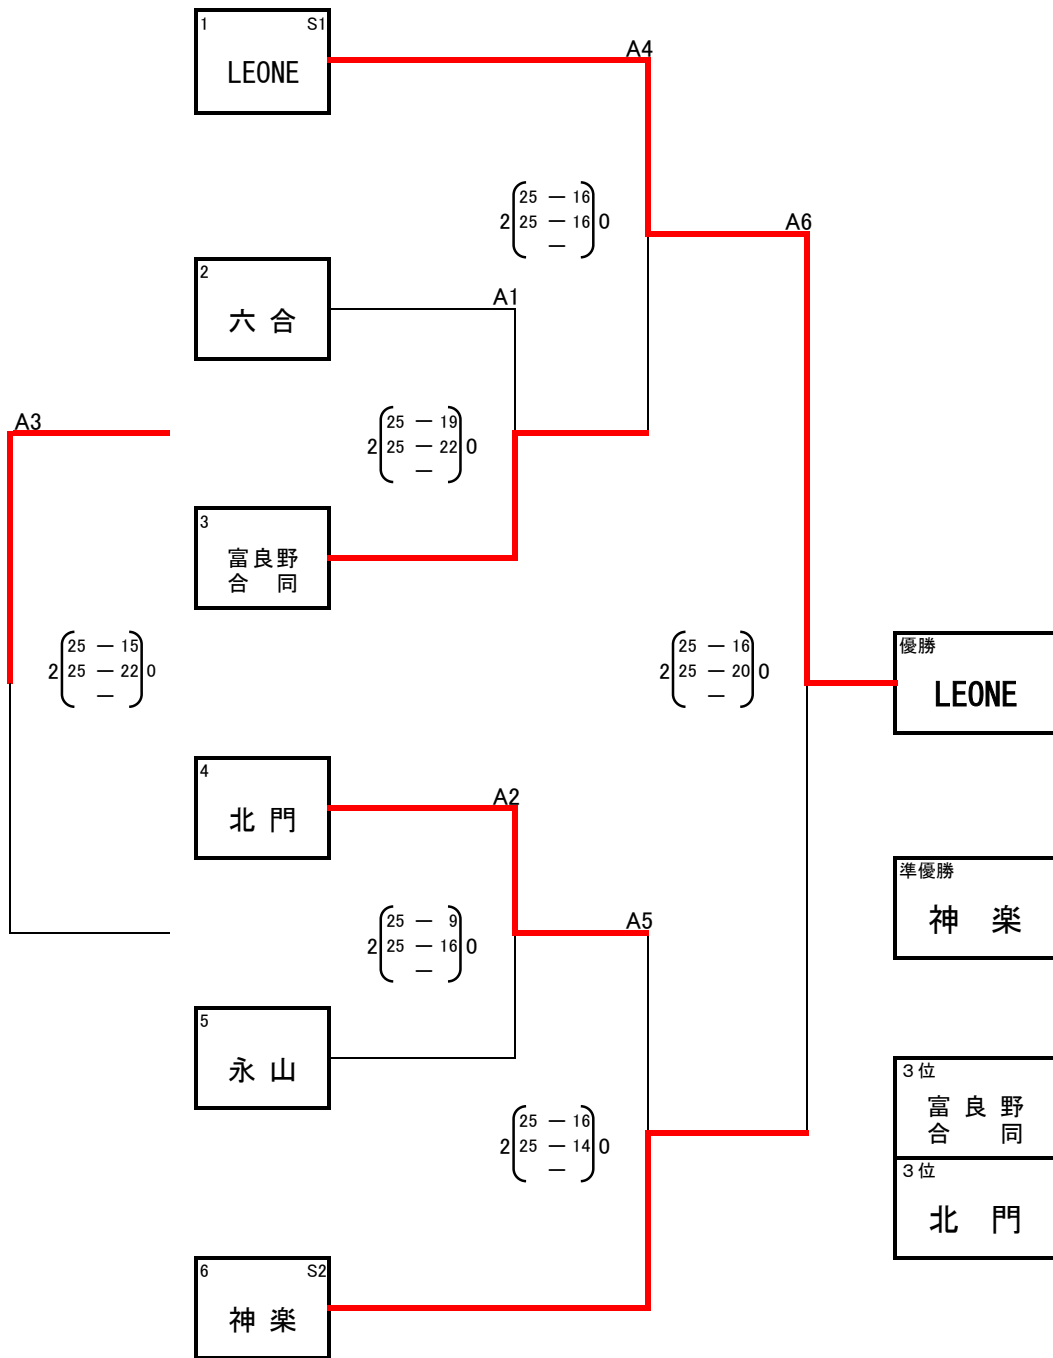 1 S1
LEONE
A4
25 — 16
2 25 — 16 0
—
A6
2
六 合
A1
A3
25 — 19
2 25 — 22 0
—
3
富良野
合 同
25 — 15
2 25 — 22 0
—
25 — 16
2 25 — 20 0
—
優勝
LEONE
4
北 門
A2
準優勝
神 楽
25 — 9
2 25 — 16 0
—
A5
5
永 山
3位
富 良 野
合 同
25 — 16
2 25 — 14 0
—
3位
北 門
6 S2
神 楽